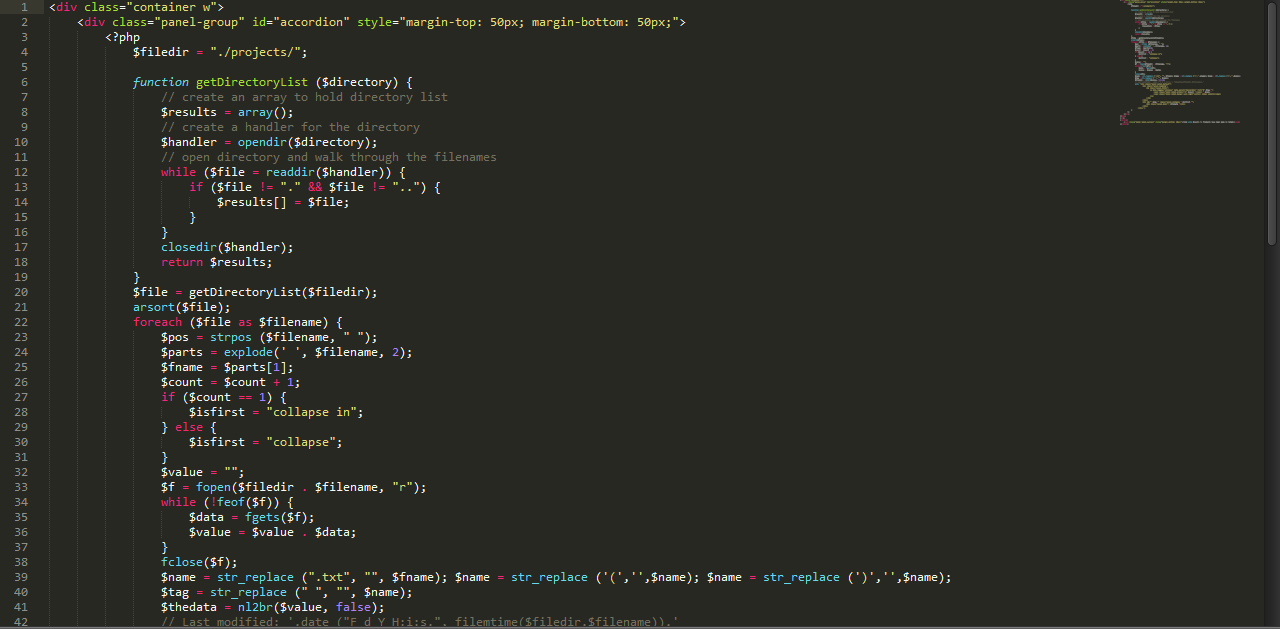 1 <div class="container w">
2 <div class="panel-group" id="accordion" style="margin-top: 50px; margin-bottom: 50px;">
3 <?php
4 $filedir = "./projects/";
5
6 function getDirectoryList ($directory) {
7 // create an array to hold directory list
8 $results = array();
9 // create a handler for the directory
10 $handler = opendir($directory);
11 // open directory and walk through the filenames
12 while ($file = readdir($handler)) {
13 if ($file != "." && $file != "..") {
14 $results[] = $file;
15 }
16 }
17 closedir($handler);
18 return $results;
19 }
20 $file = getDirectoryList($filedir);
21 arsort($file);
22 foreach ($file as $filename) {
23 $pos = strpos ($filename, " ");
24 $parts = explode(' ', $filename, 2);
25 $fname = $parts[1];
26 $count = $count + 1;
27 if ($count == 1) {
28 $isfirst = "collapse in";
29 } else {
30 $isfirst = "collapse";
31 }
32 $value = "";
33 $f = fopen($filedir . $filename, "r");
34 while (!feof($f)) {
35 $data = fgets($f);
36 $value = $value . $data;
37 }
38 fclose($f);
39 $name = str_replace (".txt", "", $fname); $name = str_replace ('(','',$name); $name = str_replace (')','',$name);
40 $tag = str_replace (" ", "", $name);
41 $thedata = nl2br($value, false);
42 // Last modified: '.date ("F d Y H:i:s.", filemtime($filedir.$filename)).'